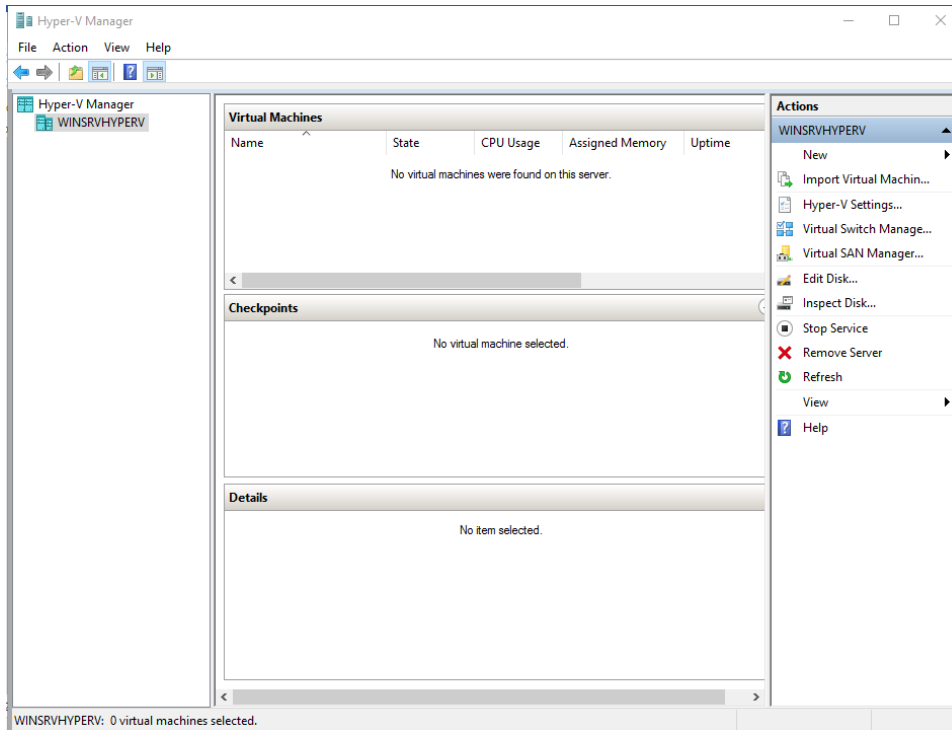 Hyper-V Manager
File Action View Help
Hyper-V Manager
WINSRVHYPERV
Virtual Machines
Name State CPU Usage Assigned Memory Uptime
No virtual machines were found on this server.
Checkpoints
No virtual machine selected.
Details
No item selected.
Actions
WINSRVHYPERV
New
Import Virtual Machin...
Hyper-V Settings...
Virtual Switch Manage...
Virtual SAN Manager...
Edit Disk...
Inspect Disk...
Stop Service
Remove Server
Refresh
View
Help
WINSRVHYPERV: 0 virtual machines selected.